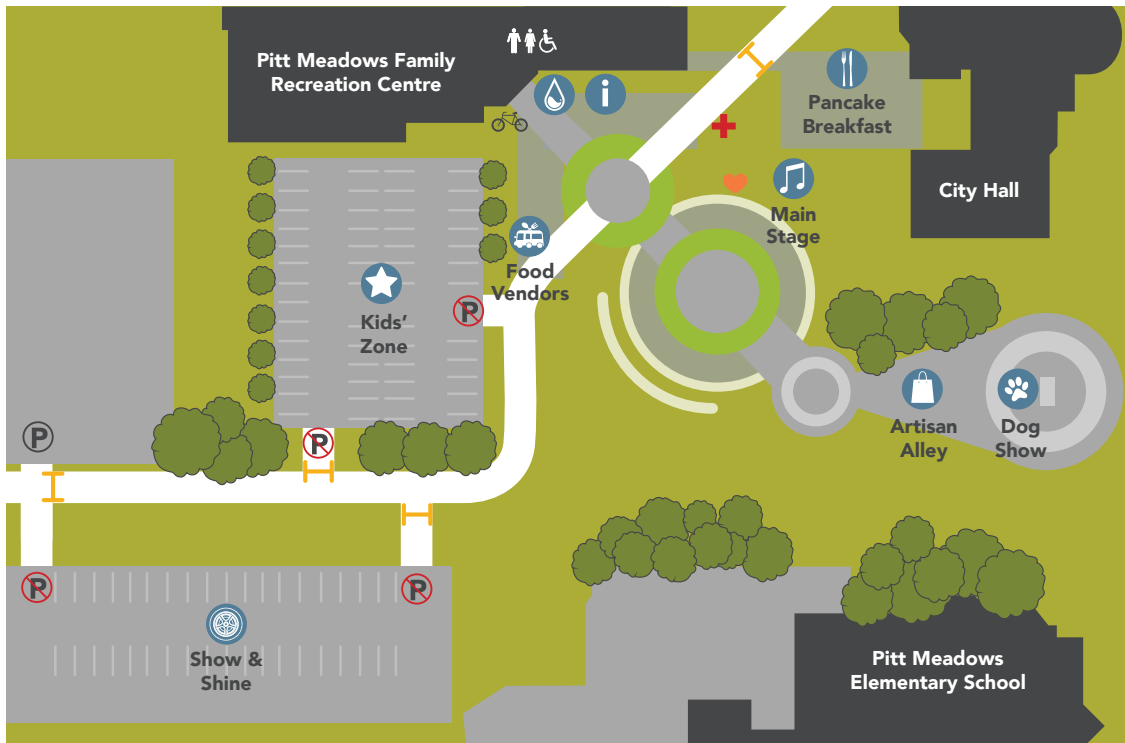 Pitt Meadows Family
Recreation Centre
i
Pancake
Breakfast
City Hall
Main
Stage
Food
Vendors
P
Kids’
Zone
P
P
Artisan
Alley
Dog
Show
P
P
Show &
Shine
Pitt Meadows
Elementary School